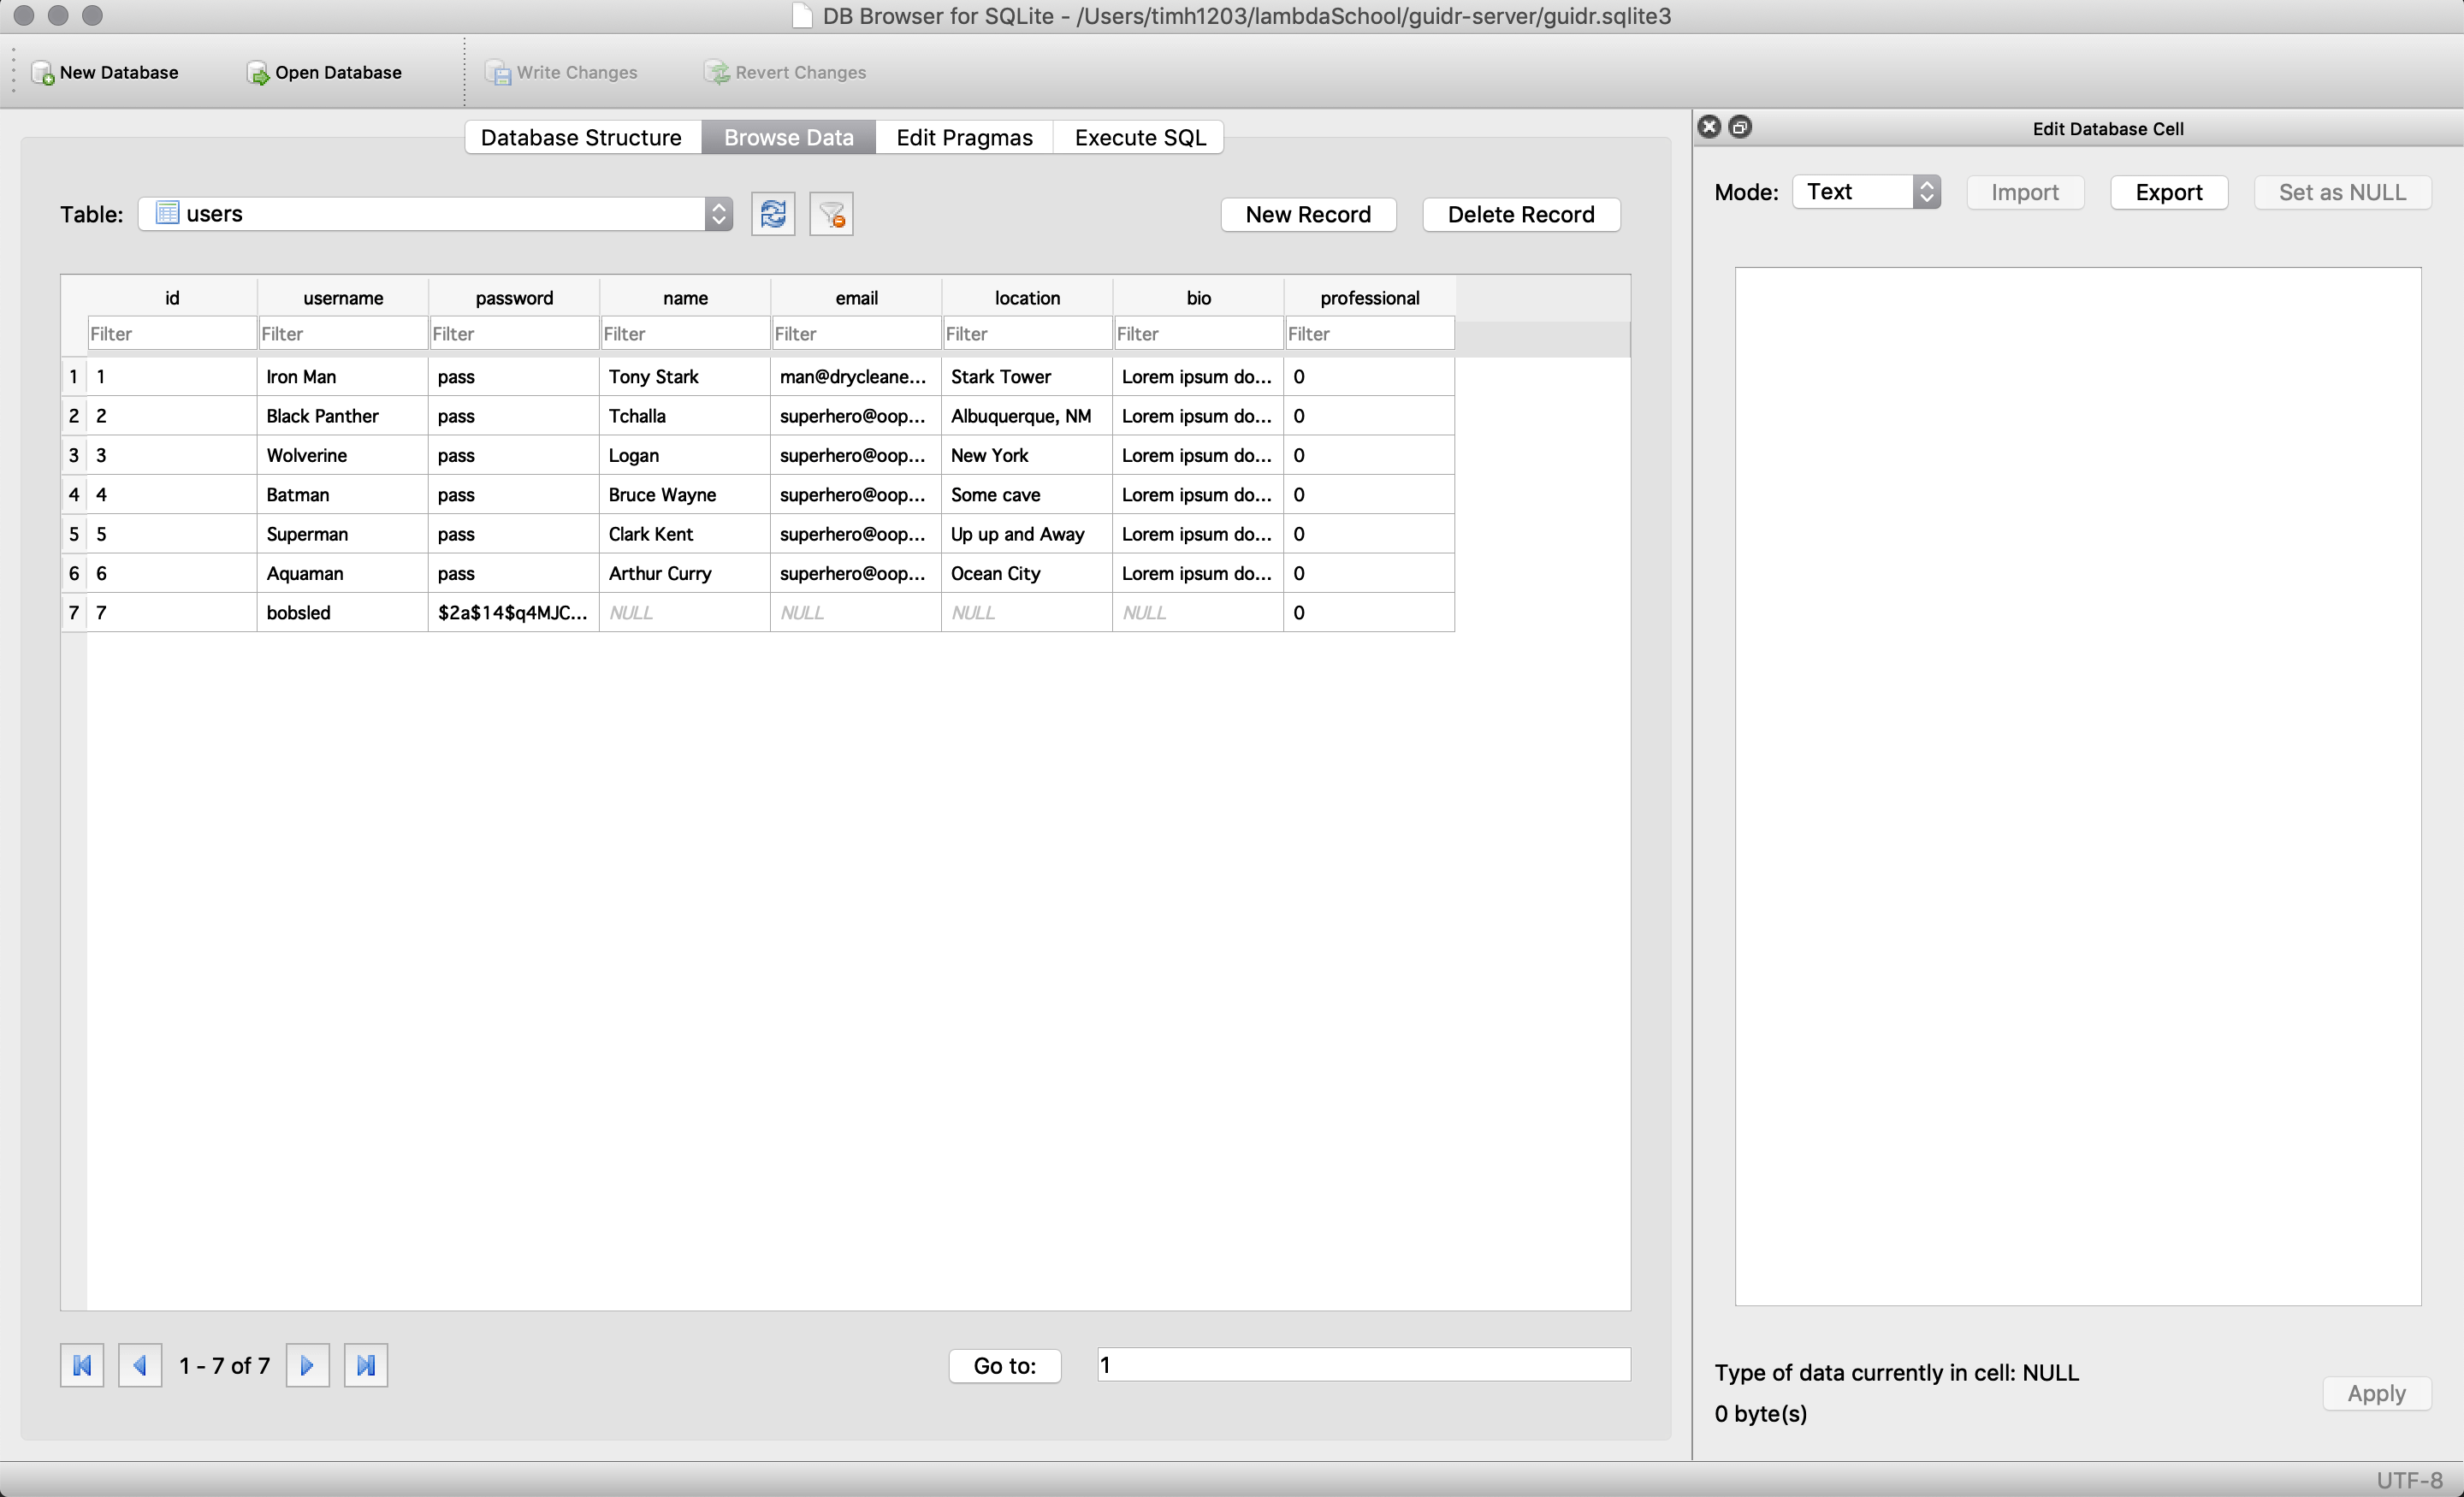 DB Browser for SQLite - /Users/timh1203/lambdaSchool/guidr-server/guidr.sqlite3
New Database Open Database Write Changes Revert Changes
Database Structure Browse Data Edit Pragmas Execute SQL
Table: users New Record Delete Record
id username password name email location bio professional
Filter Filter Filter Filter Filter Filter Filter Filter
1 1 Iron Man pass Tony Stark man@drycleane... Stark Tower Lorem ipsum do... 0
2 2 Black Panther pass Tchalla superhero@oop... Albuquerque, NM Lorem ipsum do... 0
3 3 Wolverine pass Logan superhero@oop... New York Lorem ipsum do... 0
4 4 Batman pass Bruce Wayne superhero@oop... Some cave Lorem ipsum do... 0
5 5 Superman pass Clark Kent superhero@oop... Up up and Away Lorem ipsum do... 0
6 6 Aquaman pass Arthur Curry superhero@oop... Ocean City Lorem ipsum do... 0
7 7 bobsled $2a$14$q4MJC... NULL NULL NULL NULL 0
1 - 7 of 7 Go to: 1
Edit Database Cell
Mode: Text Import Export Set as NULL
Type of data currently in cell: NULL
0 byte(s)
Apply
UTF-8